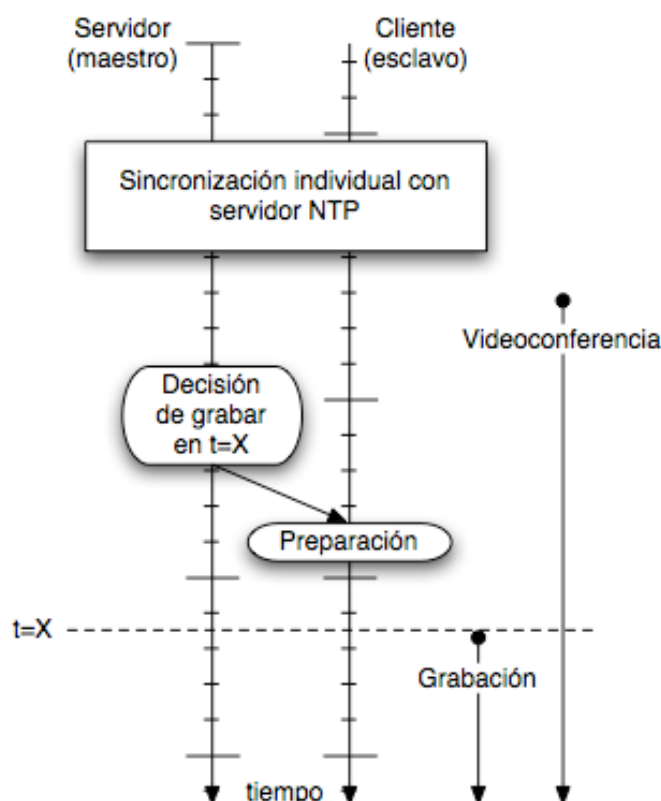 Servidor
(maestro)
Cliente
(esclavo)
Sincronización individual con
servidor NTP
Videoconferencia
Decisión
de grabar
en t=X
Preparación
t=X
Grabación
tiempo